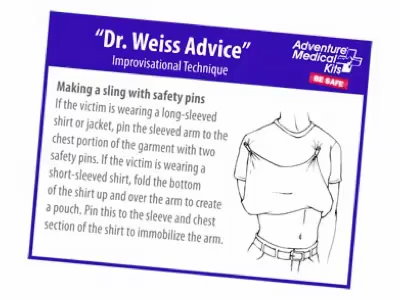 “Dr. Weiss Advice”
Improvisational Technique
Adventure
Medical
Kits
BE SAFE
Making a sling with safety pins
If the victim is wearing a long-sleeved
shirt or jacket, pin the sleeved arm to the
chest portion of the garment with two
safety pins. If the victim is wearing a
short-sleeved shirt, fold the bottom
of the shirt up and over the arm to create
a pouch. Pin this to the sleeve and chest
section of the shirt to immobilize the arm.